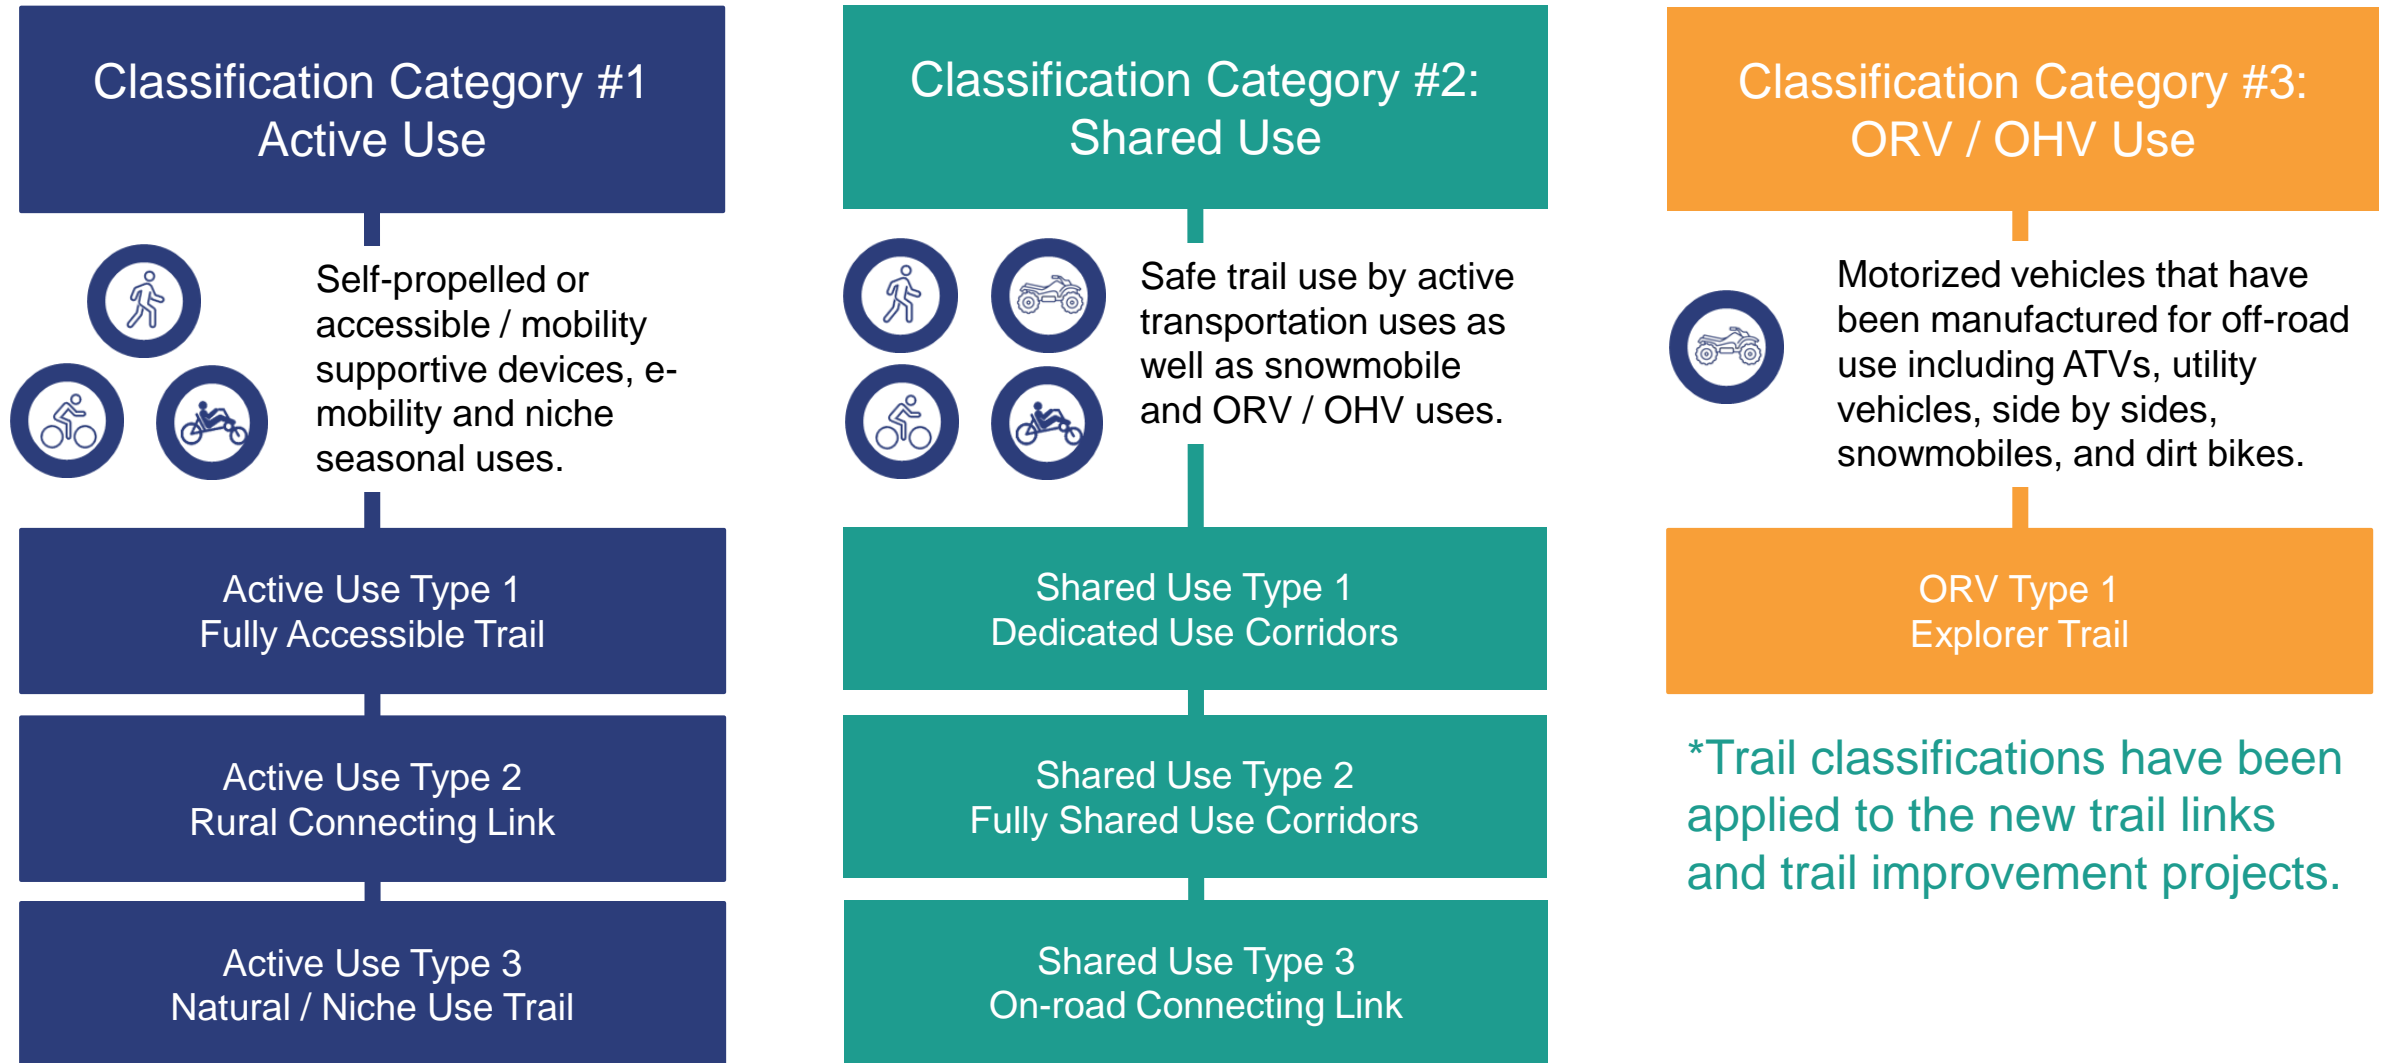 Classification Category #1
Active Use
Self-propelled or
accessible / mobility
supportive devices, e-
mobility and niche
seasonal uses.
Active Use Type 1
Fully Accessible Trail
Active Use Type 2
Rural Connecting Link
Active Use Type 3
Natural / Niche Use Trail
Classification Category #2:
Shared Use
Safe trail use by active
transportation uses as
well as snowmobile
and ORV / OHV uses.
Shared Use Type 1
Dedicated Use Corridors
Shared Use Type 2
Fully Shared Use Corridors
Shared Use Type 3
On-road Connecting Link
Classification Category #3:
ORV / OHV Use
Motorized vehicles that have
been manufactured for off-road
use including ATVs, utility
vehicles, side by sides,
snowmobiles, and dirt bikes.
ORV Type 1
Explorer Trail
*Trail classifications have been
applied to the new trail links
and trail improvement projects.